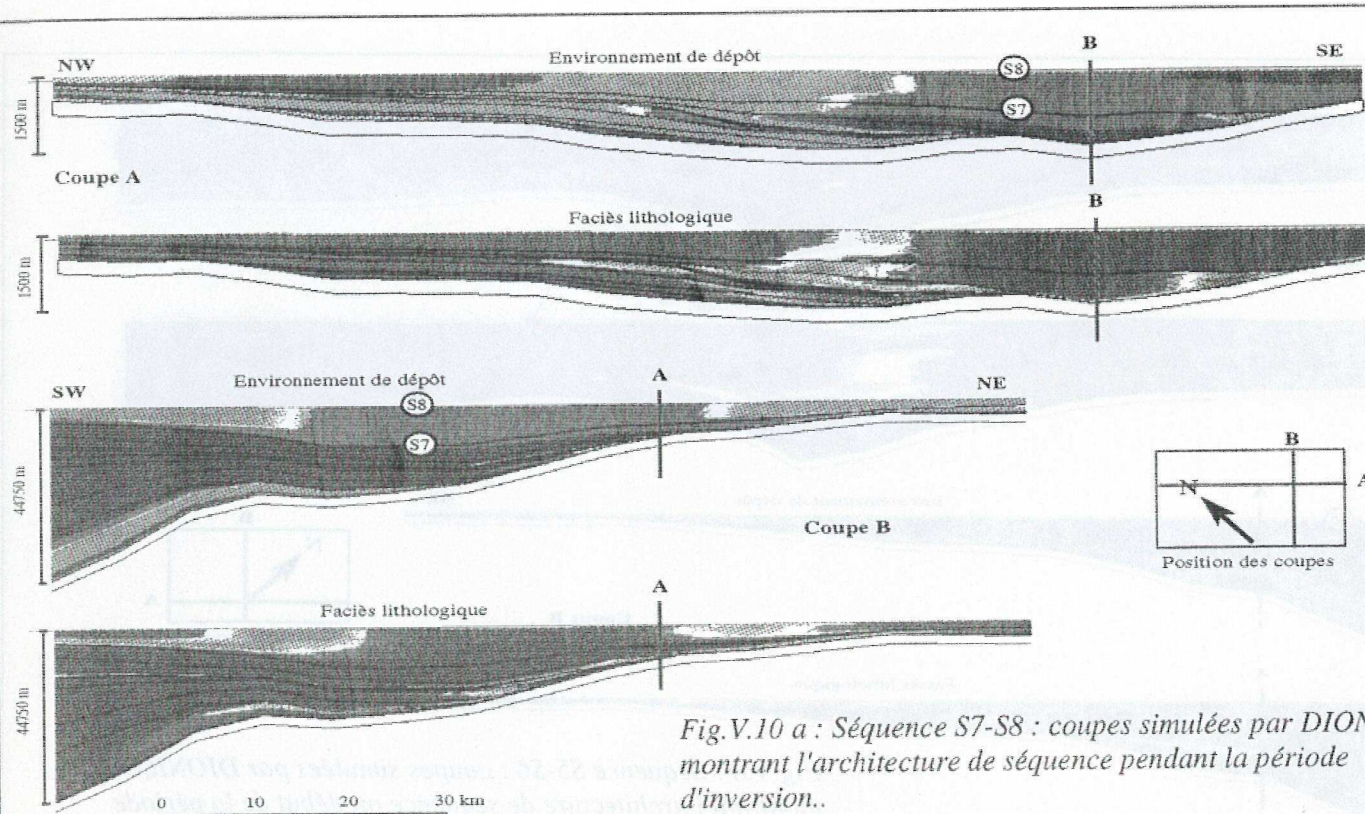 Environnement de dépôt
NW
S8
B
SE
S7
1500 m
Coupe A
Faciès lithologique
B
1500 m
SW
Environnement de dépôt
A
NE
S8
S7
44750 m
Coupe B
B
A
N
Position des coupes
Faciès lithologique
A
44750 m
0 10 20 30 km
Fig.V.10 a : Séquence S7-S8 : coupes simulées par DION
montrant l'architecture de séquence pendant la période
d'inversion..